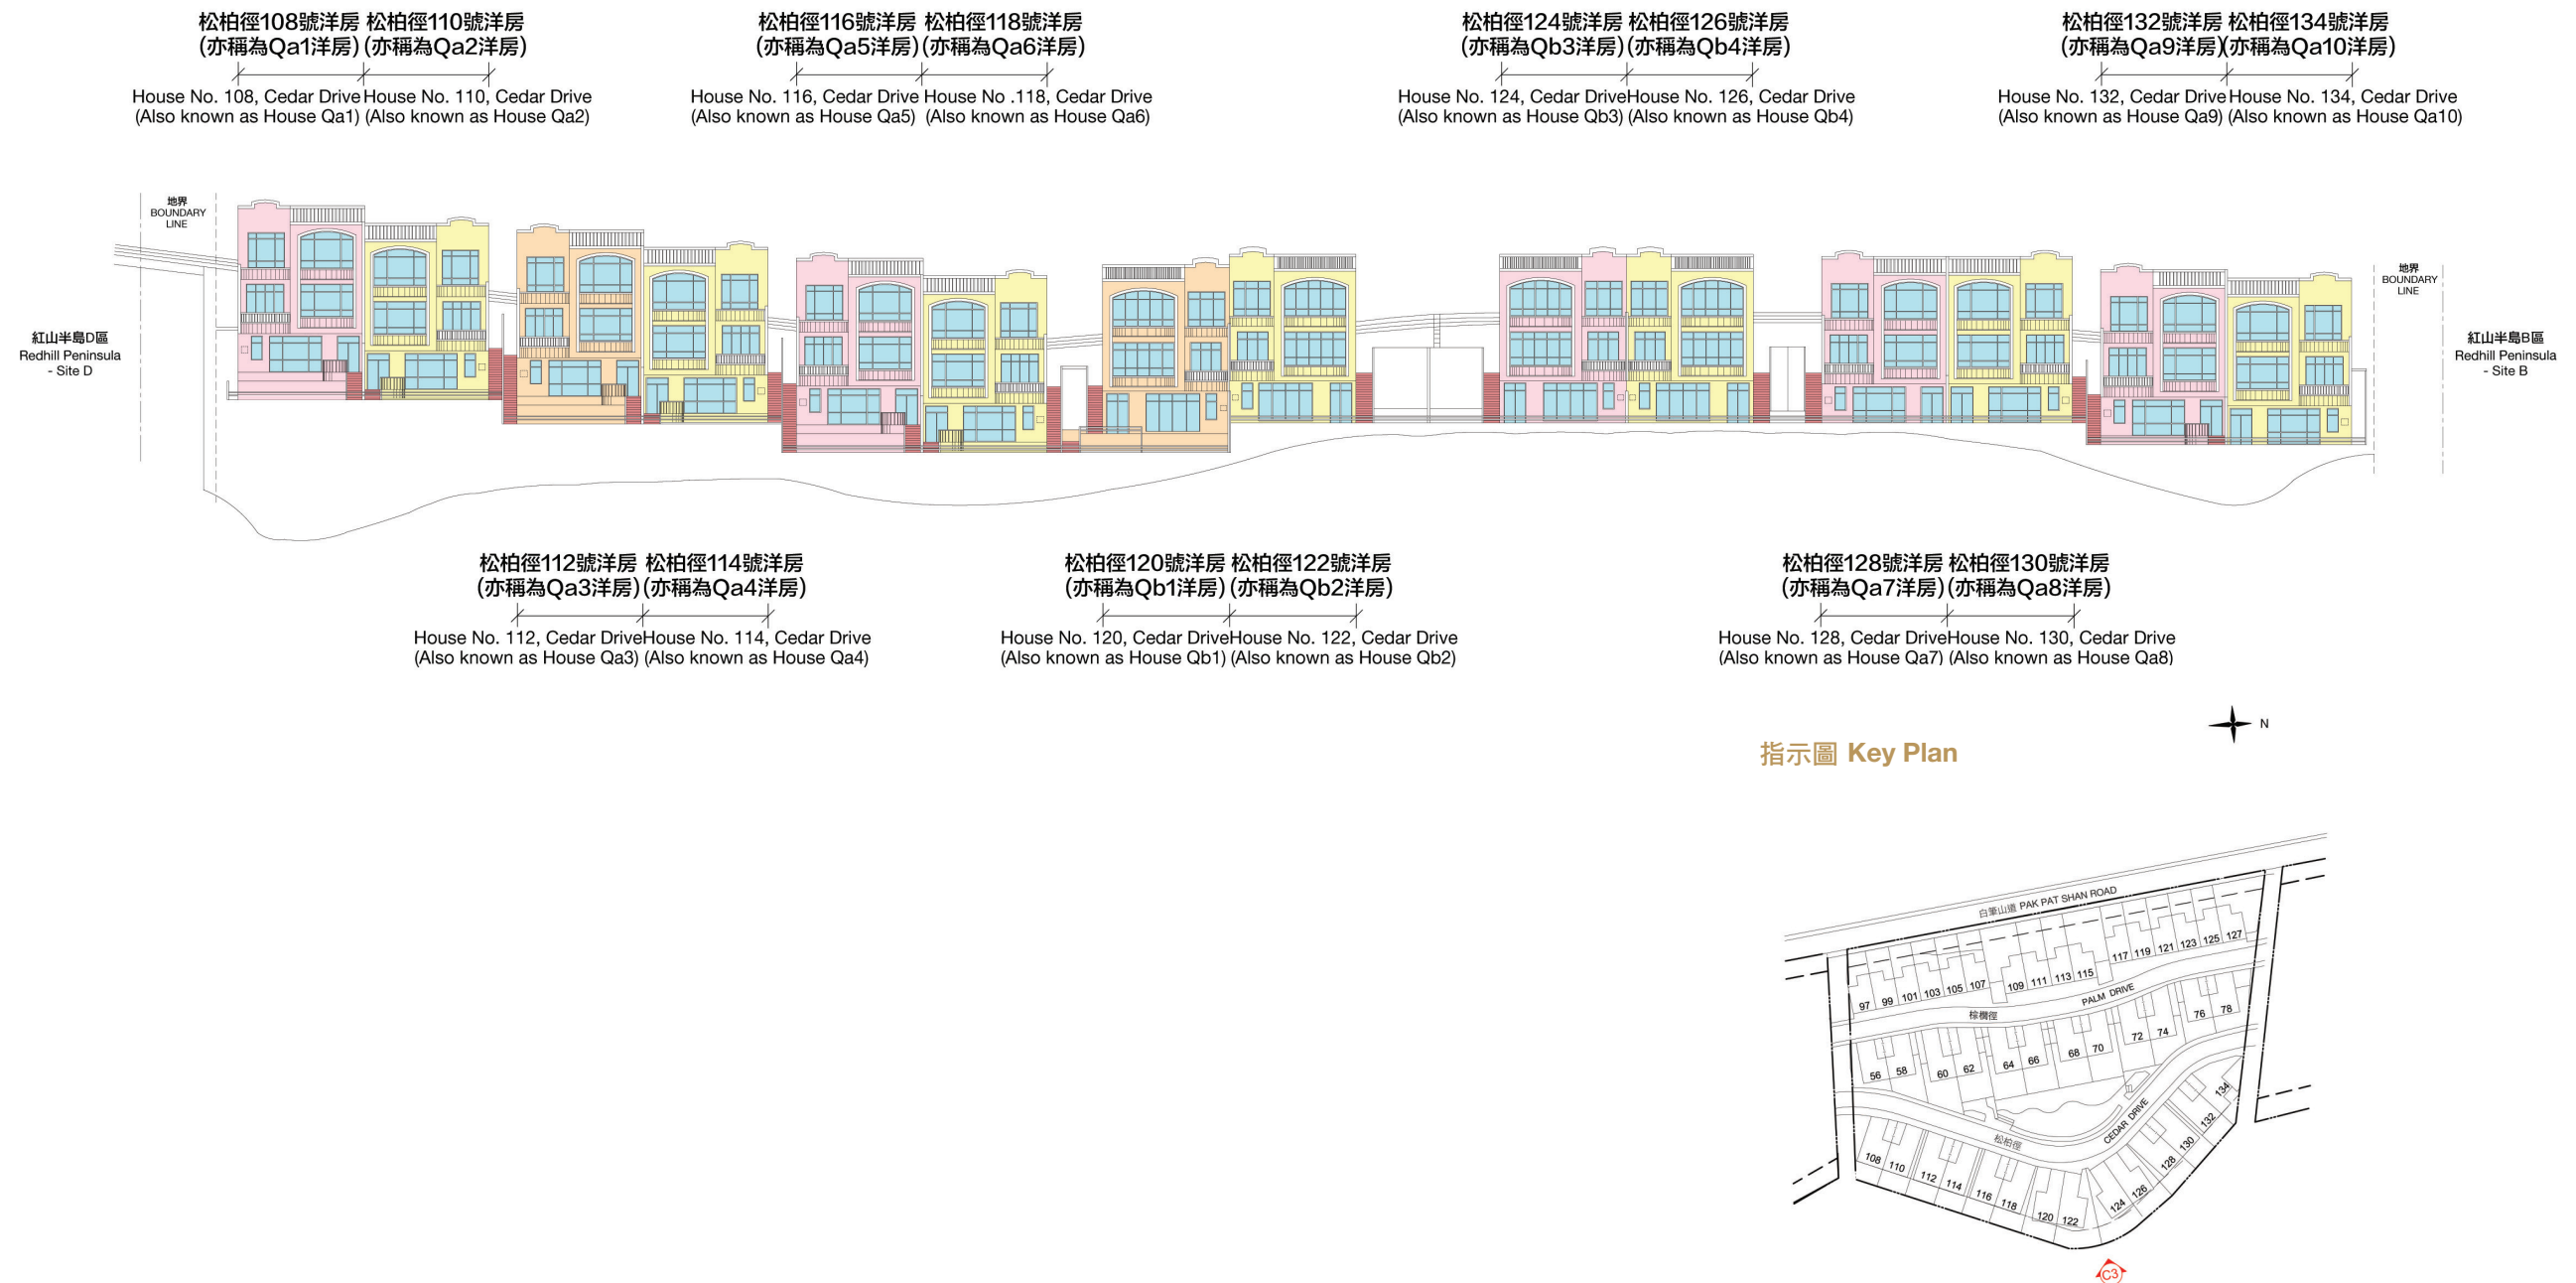 松柏徑108號洋房 松柏徑110號洋房
(亦稱為Qa1洋房) (亦稱為Qa2洋房)
House No. 108, Cedar Drive House No. 110, Cedar Drive
(Also known as House Qa1) (Also known as House Qa2)
松柏徑116號洋房 松柏徑118號洋房
(亦稱為Qa5洋房) (亦稱為Qa6洋房)
House No. 116, Cedar Drive House No .118, Cedar Drive
(Also known as House Qa5) (Also known as House Qa6)
松柏徑124號洋房 松柏徑126號洋房
(亦稱為Qb3洋房) (亦稱為Qb4洋房)
House No. 124, Cedar Drive House No. 126, Cedar Drive
(Also known as House Qb3) (Also known as House Qb4)
松柏徑132號洋房 松柏徑134號洋房
(亦稱為Qa9洋房) (亦稱為Qa10洋房)
House No. 132, Cedar Drive House No. 134, Cedar Drive
(Also known as House Qa9) (Also known as House Qa10)
地界
BOUNDARY
LINE
紅山半島D區
Redhill Peninsula
- Site D
地界
BOUNDARY
LINE
紅山半島B區
Redhill Peninsula
- Site B
松柏徑112號洋房 松柏徑114號洋房
(亦稱為Qa3洋房) (亦稱為Qa4洋房)
House No. 112, Cedar Drive House No. 114, Cedar Drive
(Also known as House Qa3) (Also known as House Qa4)
松柏徑120號洋房 松柏徑122號洋房
(亦稱為Qb1洋房) (亦稱為Qb2洋房)
House No. 120, Cedar Drive House No. 122, Cedar Drive
(Also known as House Qb1) (Also known as House Qb2)
松柏徑128號洋房 松柏徑130號洋房
(亦稱為Qa7洋房) (亦稱為Qa8洋房)
House No. 128, Cedar Drive House No. 130, Cedar Drive
(Also known as House Qa7) (Also known as House Qa8)
N
指示圖 Key Plan
白筆山道 PAK PAT SHAN ROAD
97 99 101 103 105 107 109 111 113 115 117 119 121 123 125 127
PALM DRIVE
棕櫚徑
56 58 60 62 64 66 68 70 72 74 76 78
松柏徑
CEDAR DRIVE
108 110 112 114 116 118 120 122 124 126 128 130 132 134
C3